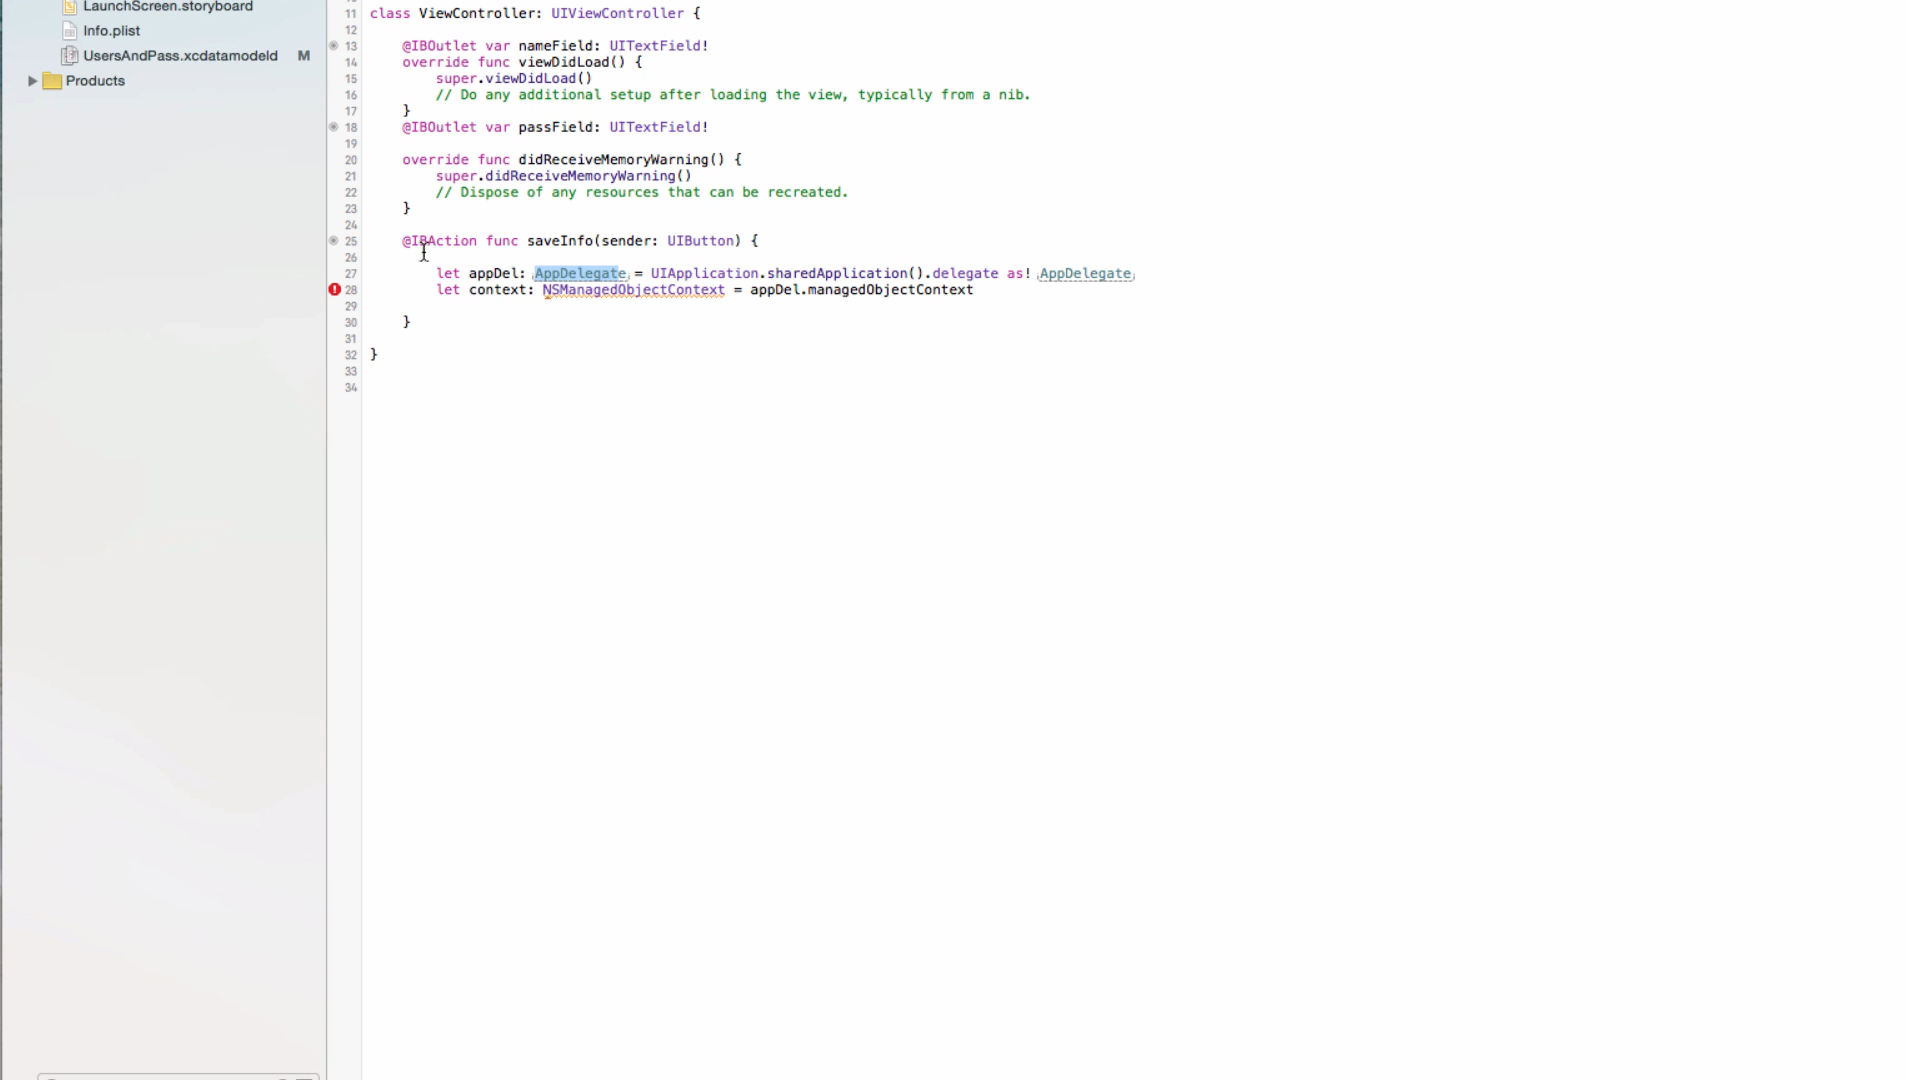 LaunchScreen.storyboard
Info.plist
UsersAndPass.xcdatamodeld M
Products
11 class ViewController: UIViewController {
12
13 @IBOutlet var nameField: UITextField!
14 override func viewDidLoad() {
15 super.viewDidLoad()
16 // Do any additional setup after loading the view, typically from a nib.
17 }
18 @IBOutlet var passField: UITextField!
19
20 override func didReceiveMemoryWarning() {
21 super.didReceiveMemoryWarning()
22 // Dispose of any resources that can be recreated.
23 }
24
25 @IBAction func saveInfo(sender: UIButton) {
26
27 let appDel: AppDelegate = UIApplication.sharedApplication().delegate as! AppDelegate
28 let context: NSManagedObjectContext = appDel.managedObjectContext
29
30 }
31
32 }
33
34